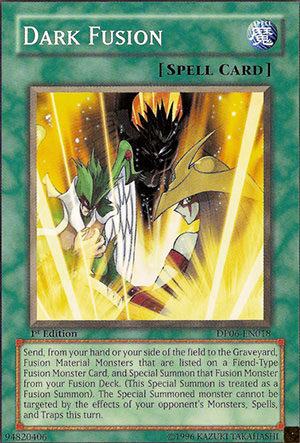 DARK FUSION
[SPELL CARD]
1st Edition
DP06-EN018
Send, from your hand or your side of the field to the Graveyard,
Fusion Material Monsters that are listed on a Fiend-Type
Fusion Monster Card, and Special Summon that Fusion Monster
from your Fusion Deck. (This Special Summon is treated as a
Fusion Summon). The Special Summoned monster cannot
be targeted by the effects of your opponent's Monsters, Spells,
and Traps this turn.
94820406
©1996 KAZUKI TAKAHASHI